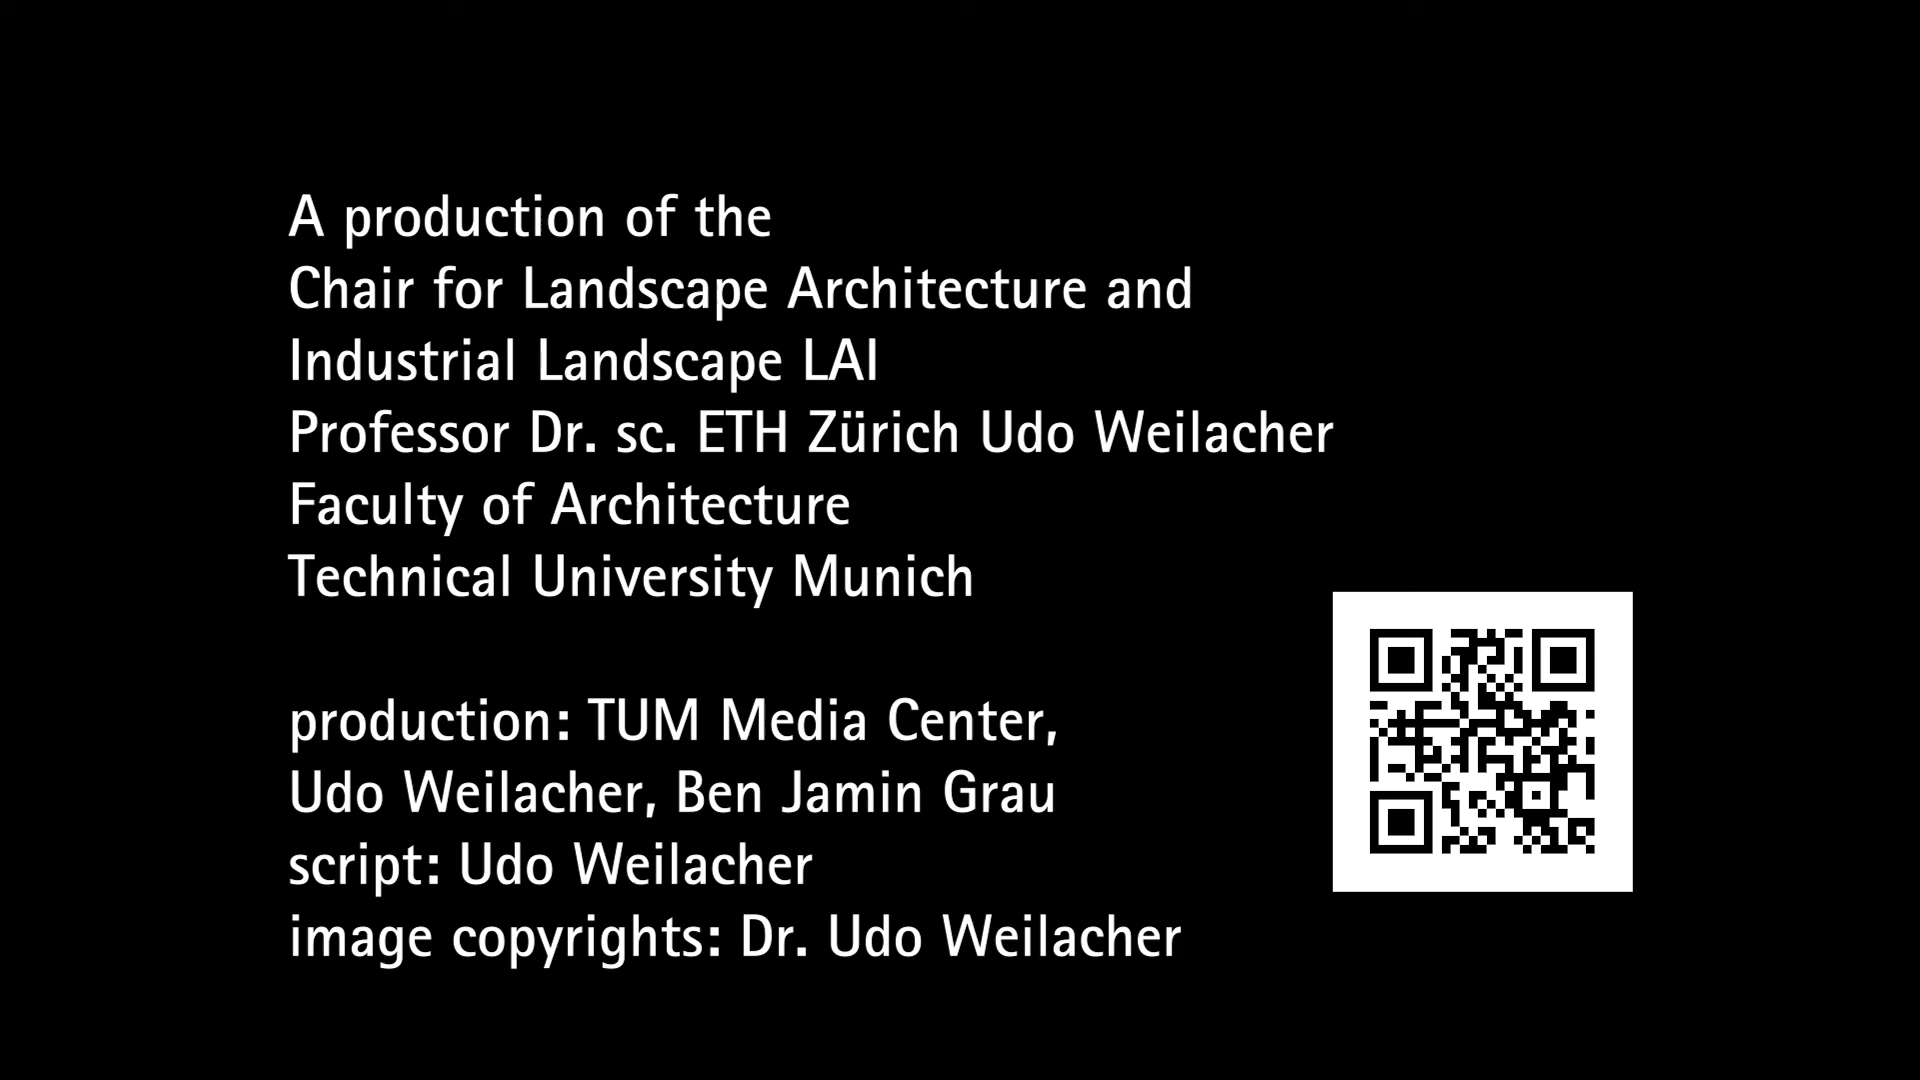 A production of the
Chair for Landscape Architecture and
Industrial Landscape LAI
Professor Dr. sc. ETH Zürich Udo Weilacher
Faculty of Architecture
Technical University Munich
production: TUM Media Center,
Udo Weilacher, Ben Jamin Grau
script: Udo Weilacher
image copyrights: Dr. Udo Weilacher